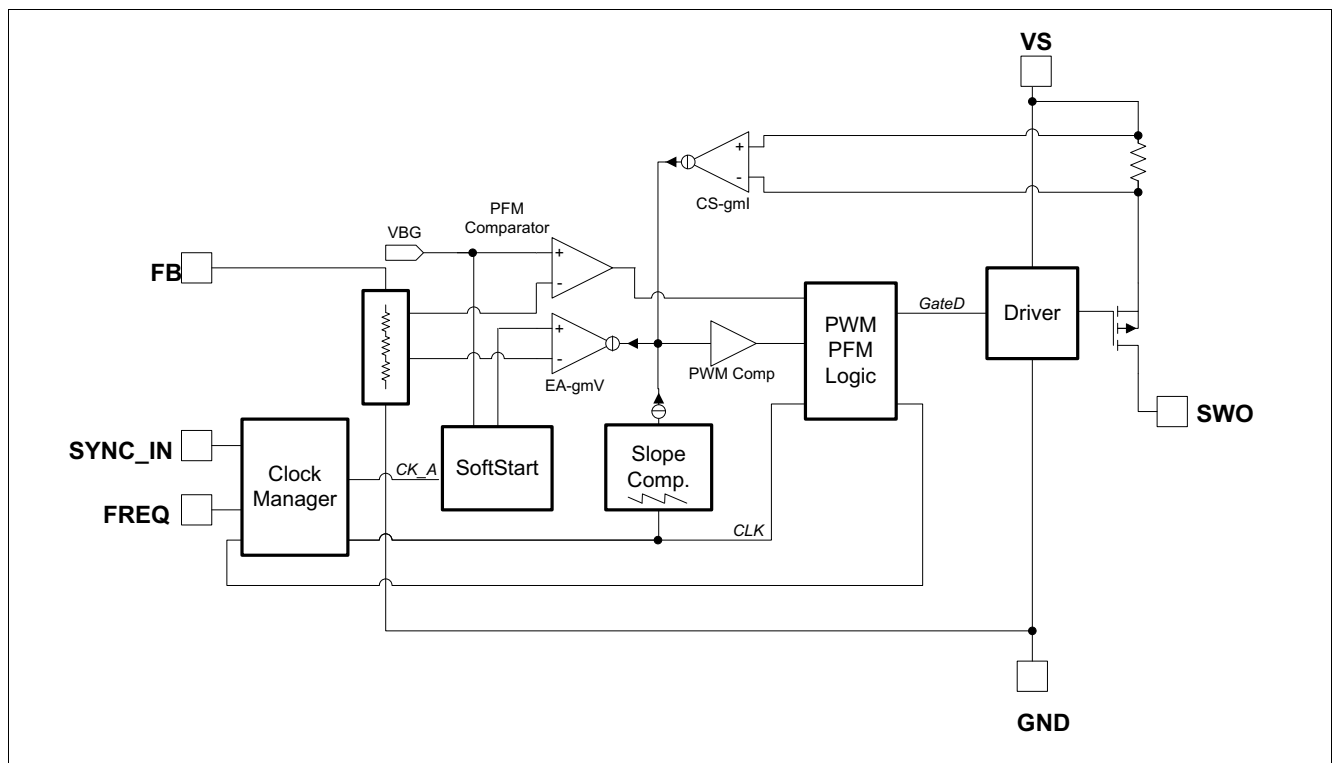 VS
+
-
CS-gmI
PFM
Comparator
VBG
+
-
FB
GateD
Driver
PWM
PFM
Logic
+
-
EA-gmV
PWM Comp
SWO
SYNC_IN
Clock
Manager
CK_A
SoftStart
Slope
Comp.
FREQ
CLK
GND